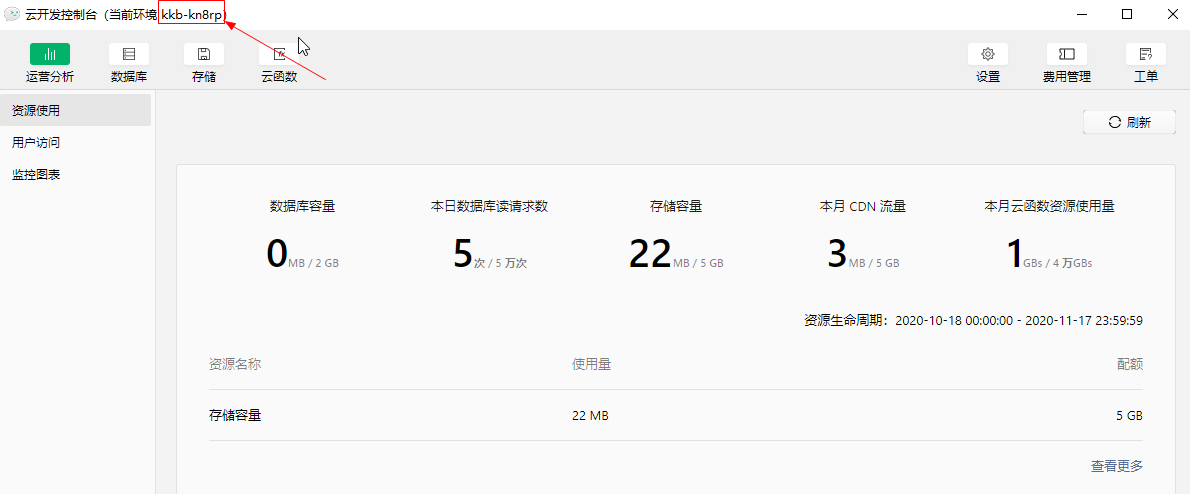 云开发控制台（当前环境 kkb-kn8rp）
运营分析 数据库 存储 云函数 设置 费用管理 工单
资源使用
用户访问
监控图表
刷新
数据库容量 本日数据库读请求数 存储容量 本月 CDN 流量 本月云函数资源使用量
0 MB / 2 GB 5 次 / 5 万次 22 MB / 5 GB 3 MB / 5 GB 1 GBs / 4 万GBs
资源生命周期：2020-10-18 00:00:00 - 2020-11-17 23:59:59
资源名称 使用量 配额
存储容量 22 MB 5 GB
查看更多